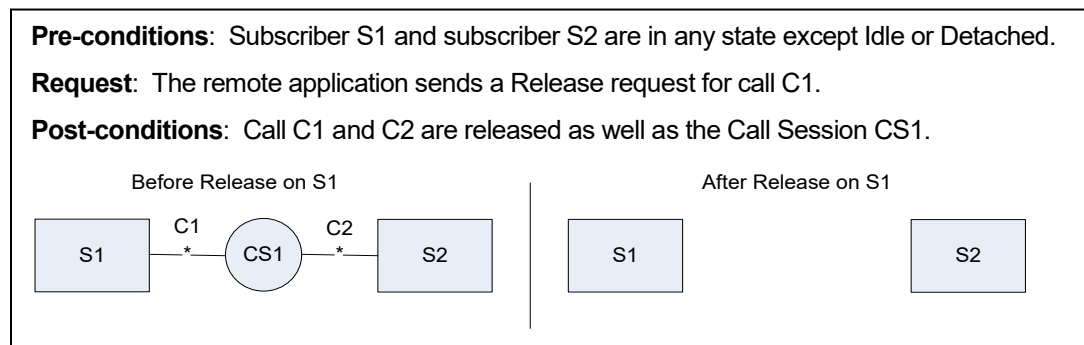 Pre-conditions: Subscriber S1 and subscriber S2 are in any state except Idle or Detached.
Request: The remote application sends a Release request for call C1.
Post-conditions: Call C1 and C2 are released as well as the Call Session CS1.
Before Release on S1
After Release on S1
C1
C2
S1
*
CS1
*
S2
S1
S2